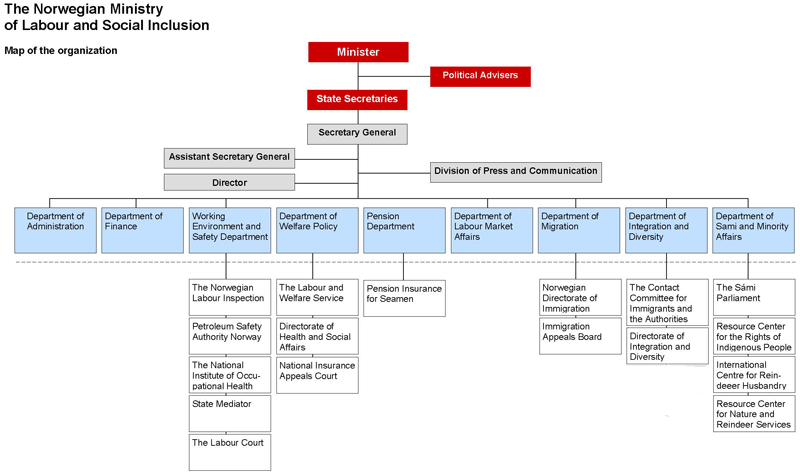 The Norwegian Ministry
of Labour and Social Inclusion
Map of the organization
Minister
Political Advisers
State Secretaries
Secretary General
Assistant Secretary General
Division of Press and Communication
Director
Department of
Administration
Department of
Finance
Working
Environment and
Safety Department
Department of
Welfare Policy
Pension
Department
Department of
Labour Market
Affairs
Department of
Migration
Department of
Integration and
Diversity
Department of
Sami and Minority
Affairs
The Norwegian
Labour Inspection
Petroleum Safety
Authority Norway
The National
Institute of Occu-
pational Health
State Mediator
The Labour Court
The Labour and
Welfare Service
Directorate of
Health and Social
Affairs
National Insurance
Appeals Court
Pension Insurance
for Seamen
Norwegian
Directorate of
Immigration
Immigration
Appeals Board
The Contact
Committee for
Immigrants and
the Authorities
Directorate of
Integration and
Diversity
The Sámi
Parliament
Resource Center
for the Rights of
Indigenous People
International
Centre for Rein-
deeer Husbandry
Resource Center
for Nature and
Reindeer Services